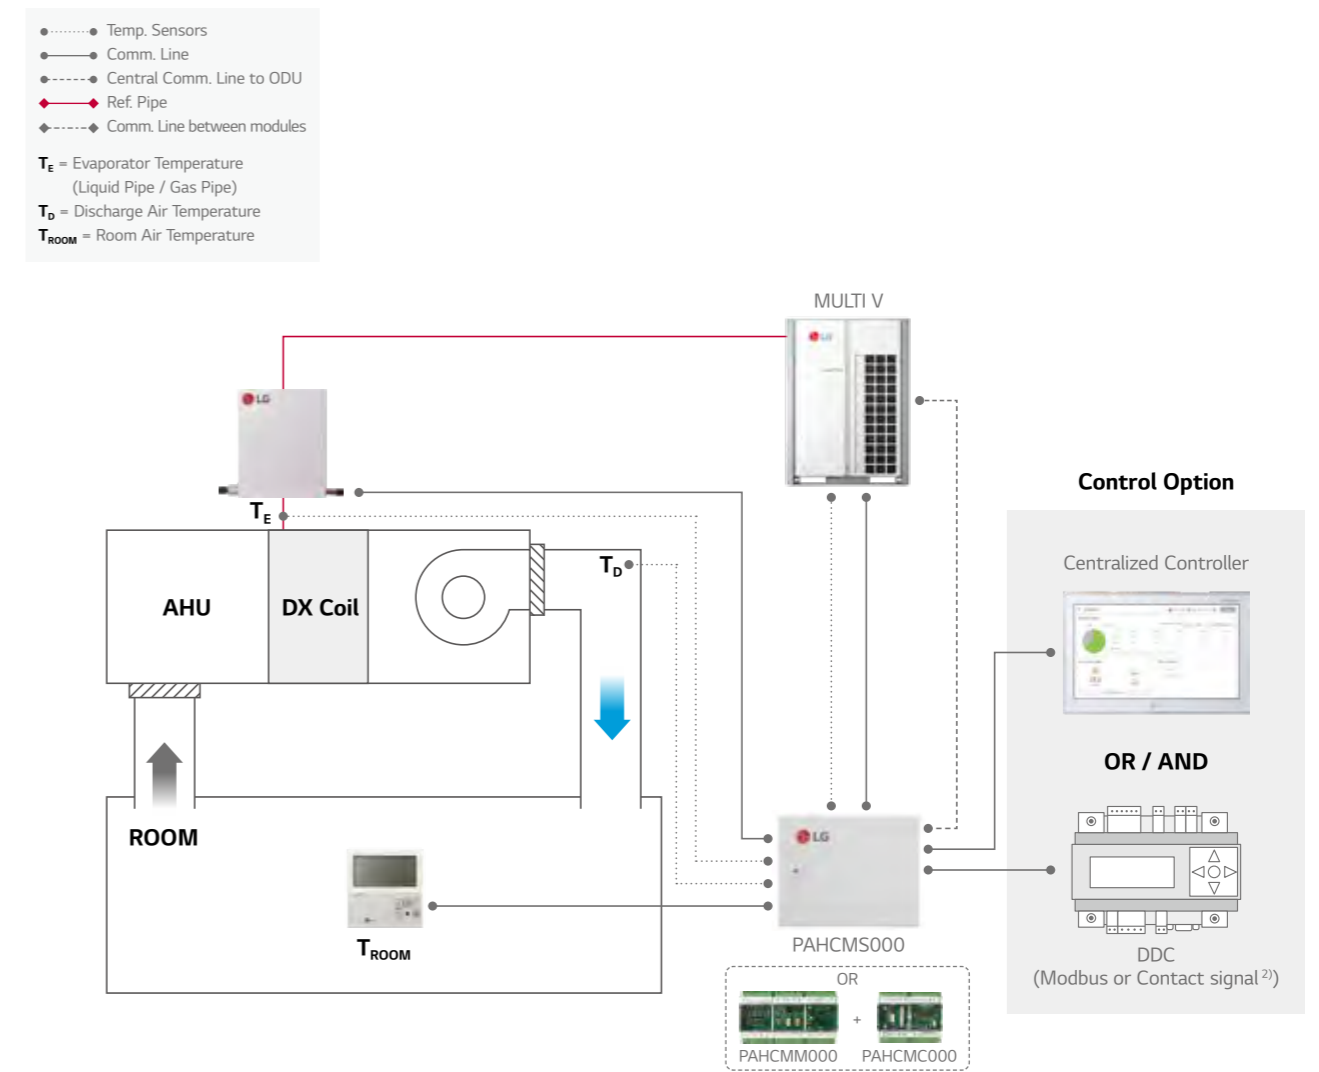 Temp. Sensors
Comm. Line
Central Comm. Line to ODU
Ref. Pipe
Comm. Line between modules
TE = Evaporator Temperature
(Liquid Pipe / Gas Pipe)
TD = Discharge Air Temperature
TROOM = Room Air Temperature
MULTI V
LG
LG
TE
Control Option
Centralized Controller
TD
AHU
DX Coil
OR / AND
ROOM
LG
TROOM
PAHCMS000
DDC
(Modbus or Contact signal 2))
OR
+
PAHCMM000
PAHCMC000